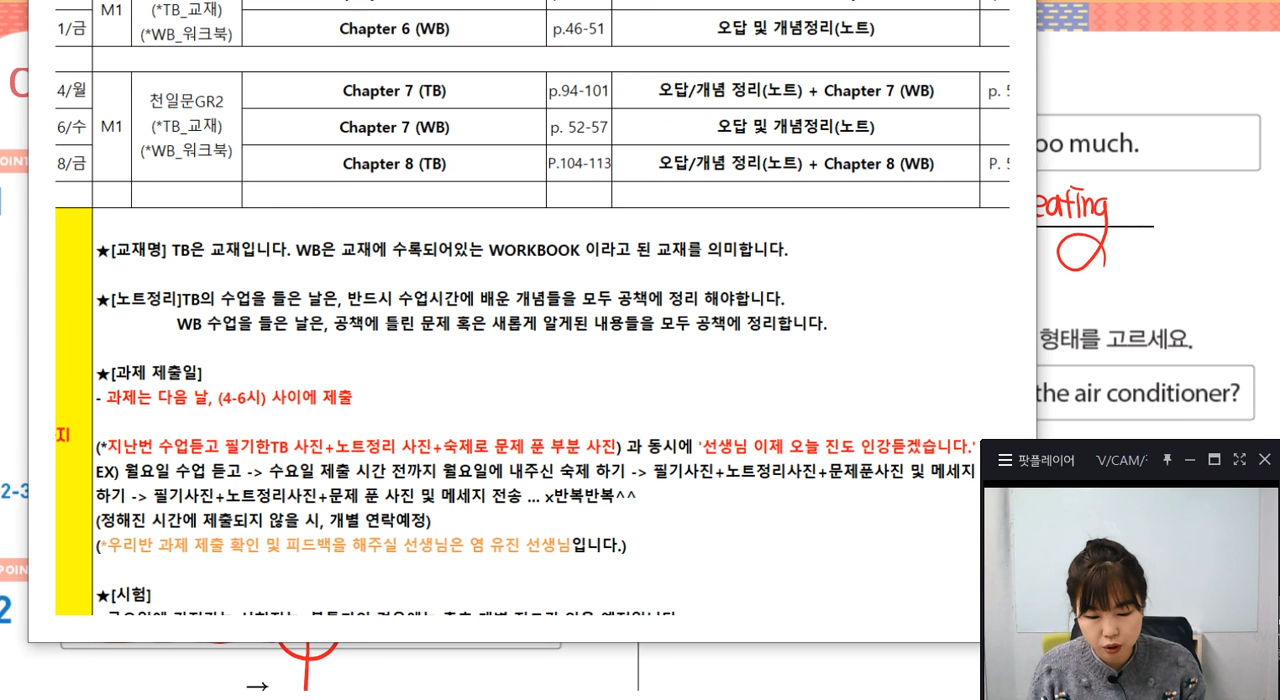 M1
(*TB_교재)
1/금 (*WB_워크북) Chapter 6 (WB) p.46-51 오답 및 개념정리(노트)
4/월 M1 천일문GR2 Chapter 7 (TB) p.94-101 오답/개념 정리(노트) + Chapter 7 (WB) p. 5
6/수 (*TB_교재) Chapter 7 (WB) p. 52-57 오답 및 개념정리(노트)
8/금 (*WB_워크북) Chapter 8 (TB) P.104-113 오답/개념 정리(노트) + Chapter 8 (WB) P. 5
★[교재명] TB은 교재입니다. WB은 교재에 수록되어있는 WORKBOOK 이라고 된 교재를 의미합니다.
★[노트정리]TB의 수업을 들은 날은, 반드시 수업시간에 배운 개념들을 모두 공책에 정리 해야합니다.
WB 수업을 들은 날은, 공책에 틀린 문제 혹은 새롭게 알게된 내용들을 모두 공책에 정리합니다.
★[과제 제출일]
- 과제는 다음 날, (4-6시) 사이에 제출
지
(*지난번 수업듣고 필기한TB 사진+노트정리 사진+숙제로 문제 푼 부분 사진) 과 동시에 '선생님 이제 오늘 진도 인강듣겠습니다.'
EX) 월요일 수업 듣고 -> 수요일 제출 시간 전까지 월요일에 내주신 숙제 하기 -> 필기사진+노트정리사진+문제푼사진 및 메세지
하기 -> 필기사진+노트정리사진+문제 푼 사진 및 메세지 전송 ... x반복반복^^
(정해진 시간에 제출되지 않을 시, 개별 연락예정)
(*우리반 과제 제출 확인 및 피드백을 해주실 선생님은 염 유진 선생님입니다.)
★[시험]
oo much.
eating
형태를 고르세요.
the air conditioner?
팟플레이어 V/CAM/
OINT
2-3
POIN
2
→